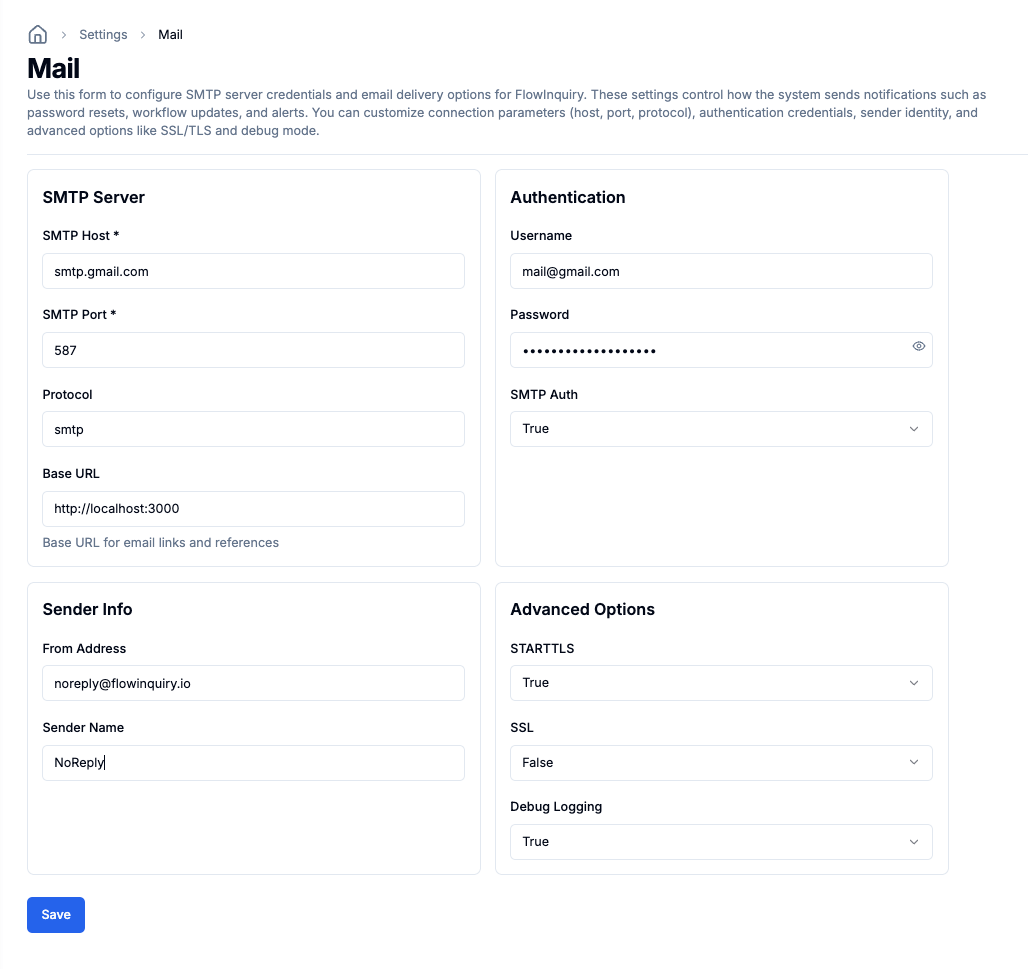 Settings
Mail
Mail
Use this form to configure SMTP server credentials and email delivery options for FlowInquiry. These settings control how the system sends notifications such as
password resets, workflow updates, and alerts. You can customize connection parameters (host, port, protocol), authentication credentials, sender identity, and
advanced options like SSL/TLS and debug mode.
SMTP Server
SMTP Host *
smtp.gmail.com
SMTP Port *
587
Protocol
smtp
Base URL
http://localhost:3000
Base URL for email links and references
Authentication
Username
mail@gmail.com
Password
•••••••••••••••••••
SMTP Auth
True
Sender Info
From Address
noreply@flowinquiry.io
Sender Name
NoReply
Advanced Options
STARTTLS
True
SSL
False
Debug Logging
True
Save